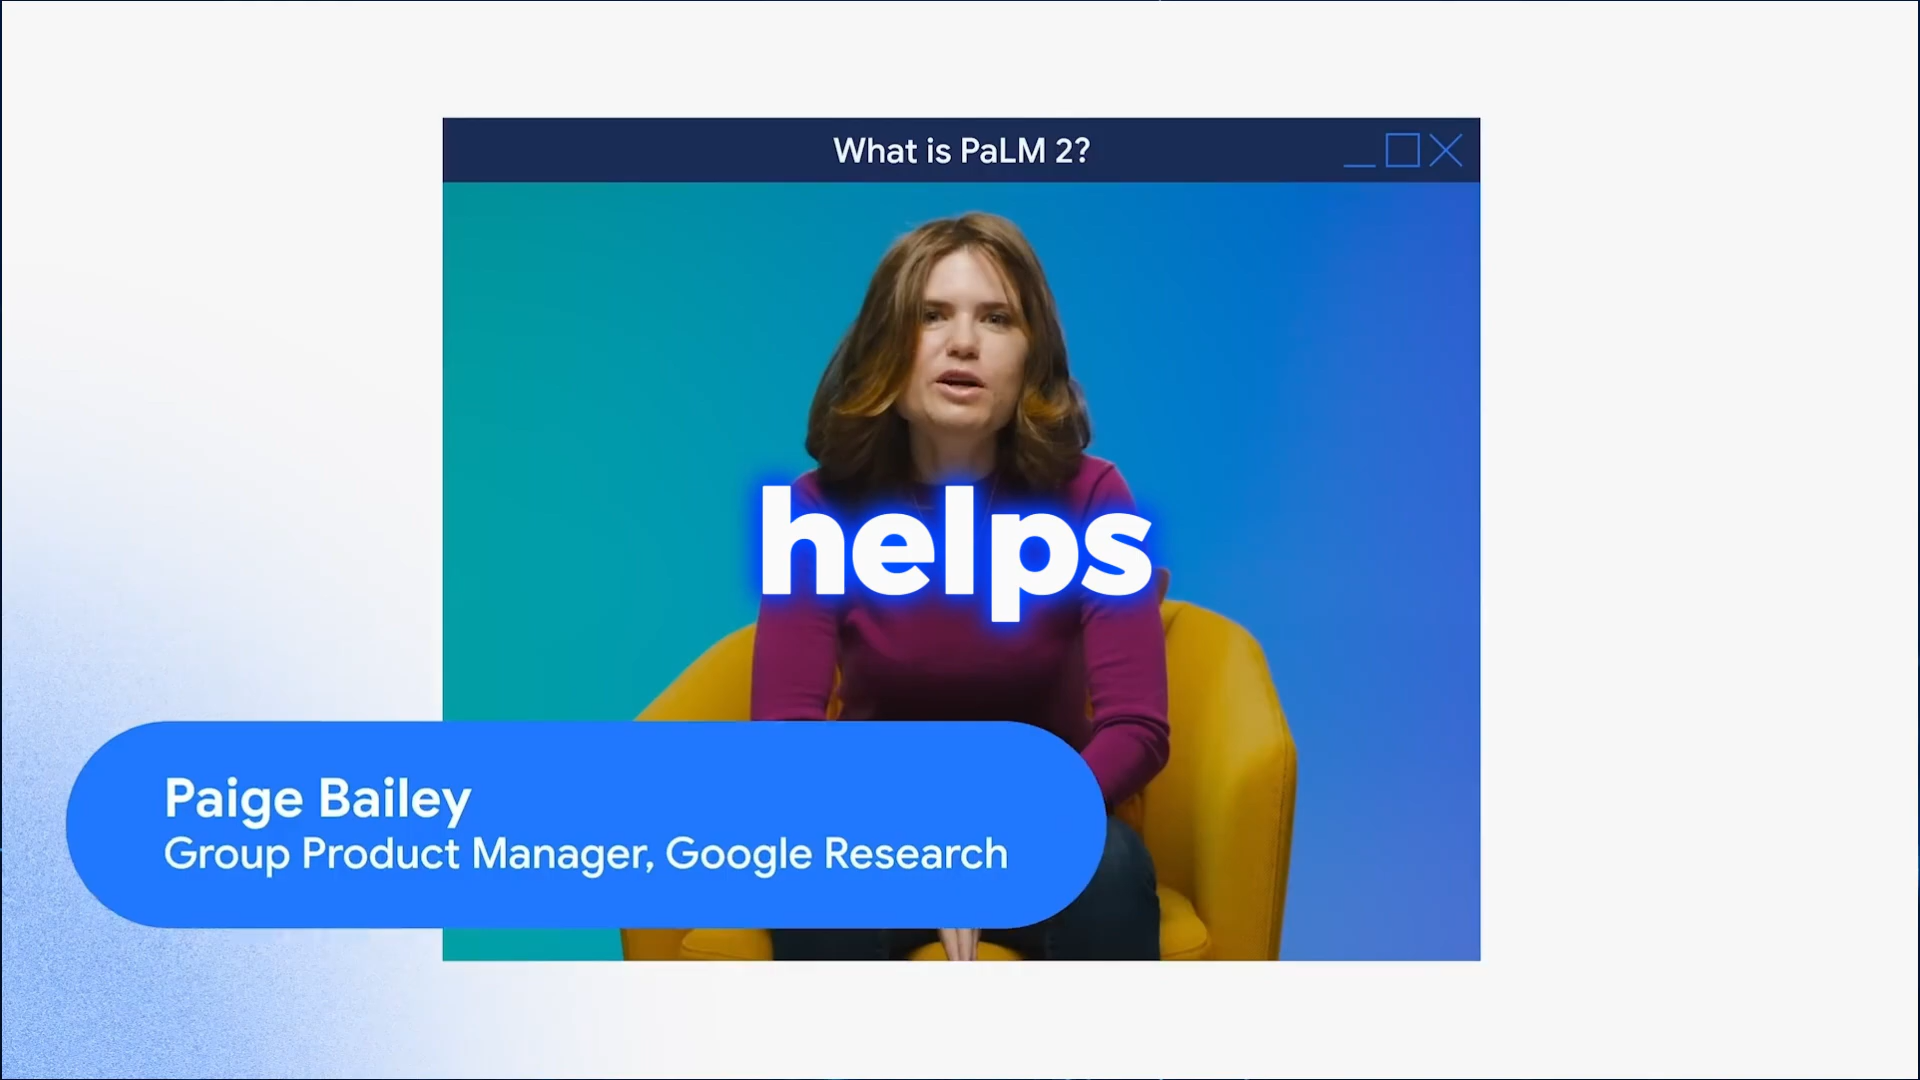 What is PaLM 2?
helps
Paige Bailey
Group Product Manager, Google Research